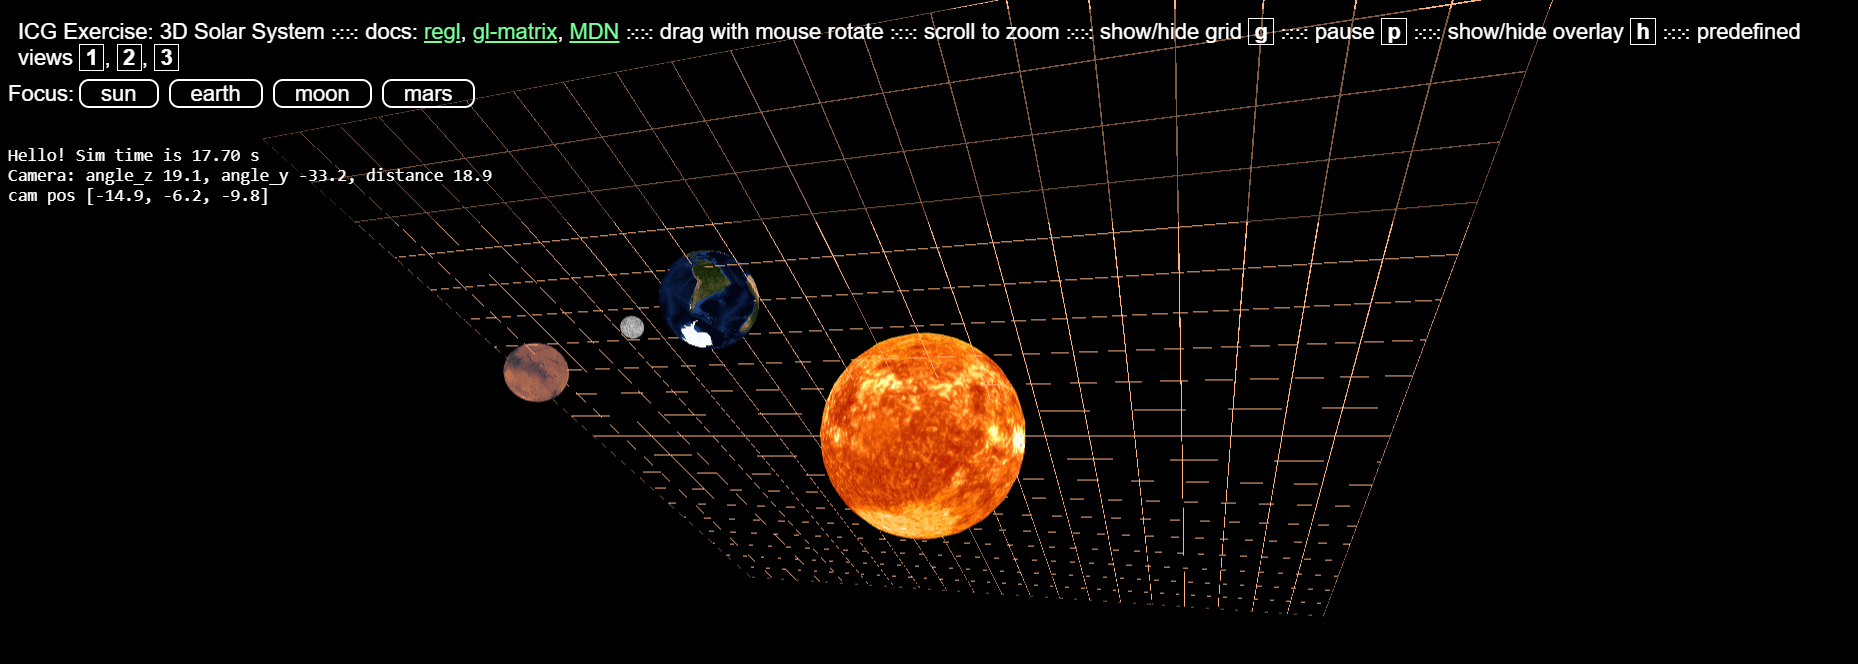 ICG Exercise: 3D Solar System :::: docs: regl, gl-matrix, MDN :::: drag with mouse rotate :::: scroll to zoom :::: show/hide grid g :::: pause p :::: show/hide overlay h :::: predefined
views 1, 2, 3
Focus: sun earth moon mars
Hello! Sim time is 17.70 s
Camera: angle_z 19.1, angle_y -33.2, distance 18.9
cam pos [-14.9, -6.2, -9.8]